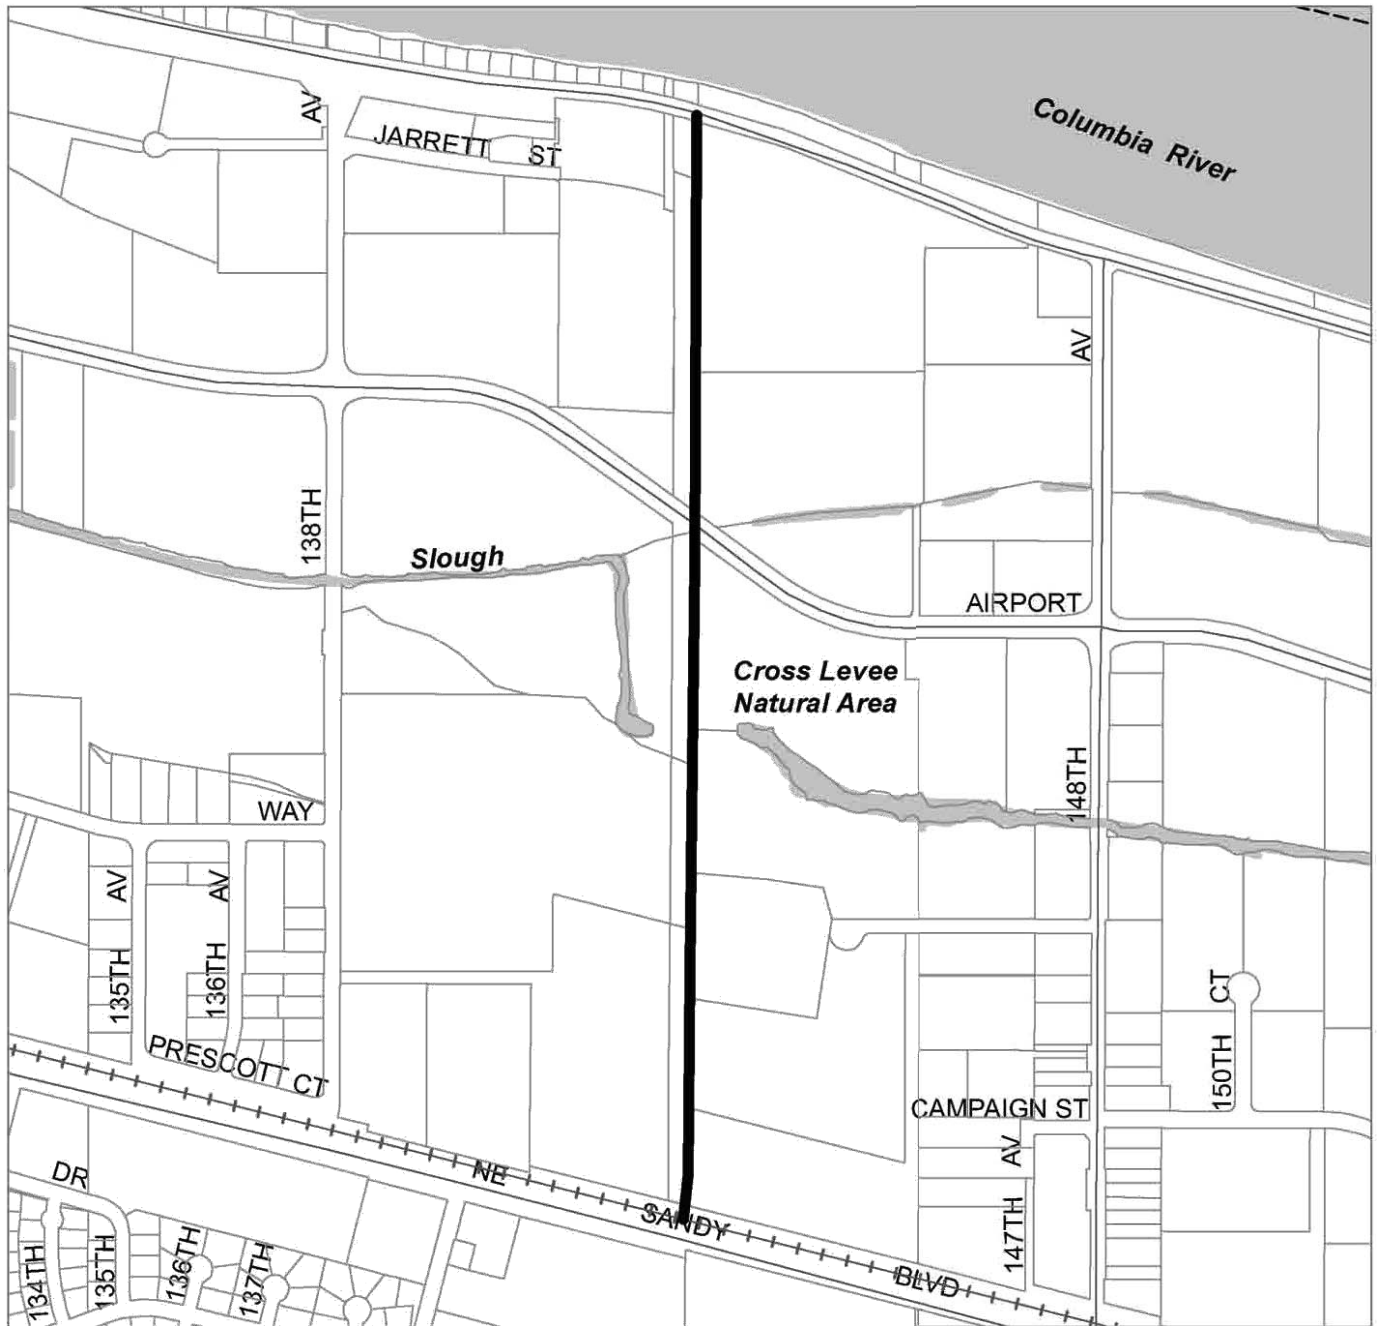 Columbia River
AV
JARRETT ST
AV
138TH
Slough
AIRPORT
Cross Levee
Natural Area
148TH
WAY
AV
AV
135TH
136TH
CT
150TH
PRESCOTT CT
CAMPAIGN ST
AV
147TH
DR
NE
SANDY
BLVD
134TH
135TH
136TH
137TH